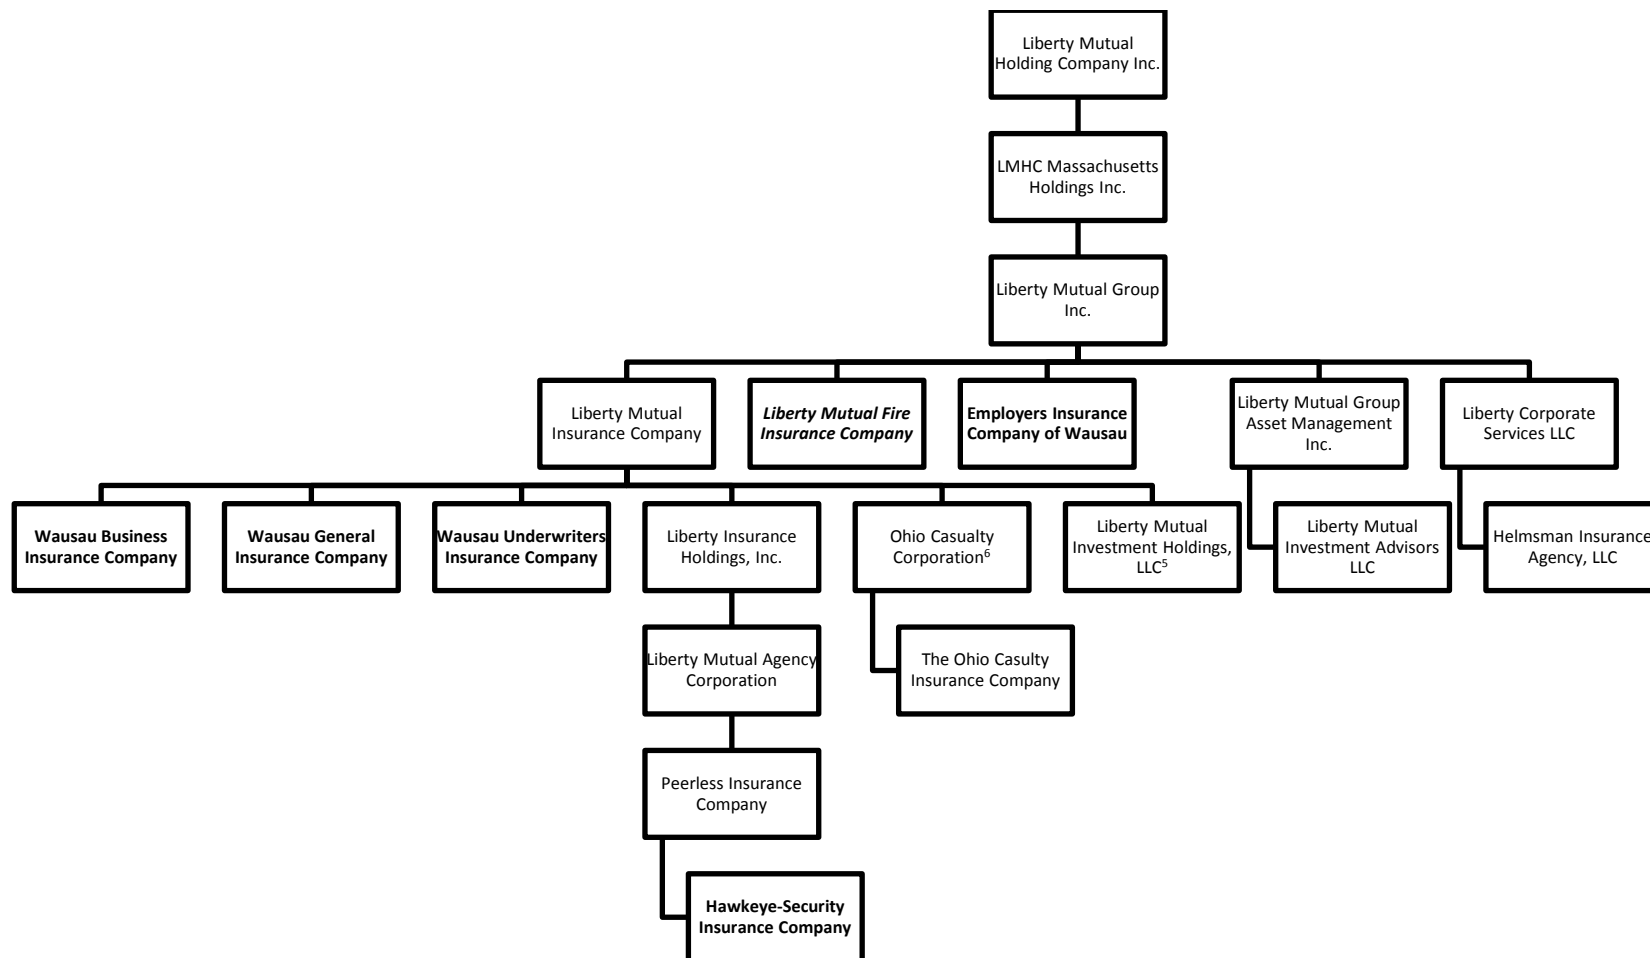 Liberty Mutual
Holding Company Inc.
LMHC Massachusetts
Holdings Inc.
Liberty Mutual Group
Inc.
Liberty Mutual
Insurance Company
Liberty Mutual Fire
Insurance Company
Employers Insurance
Company of Wausau
Liberty Mutual Group
Asset Management
Inc.
Liberty Corporate
Services LLC
Wausau Business
Insurance Company
Wausau General
Insurance Company
Wausau Underwriters
Insurance Company
Liberty Insurance
Holdings, Inc.
Ohio Casualty
Corporation⁶
Liberty Mutual
Investment Holdings,
LLC⁵
Liberty Mutual
Investment Advisors
LLC
Helmsman Insurance
Agency, LLC
Liberty Mutual Agency
Corporation
The Ohio Casulty
Insurance Company
Peerless Insurance
Company
Hawkeye-Security
Insurance Company